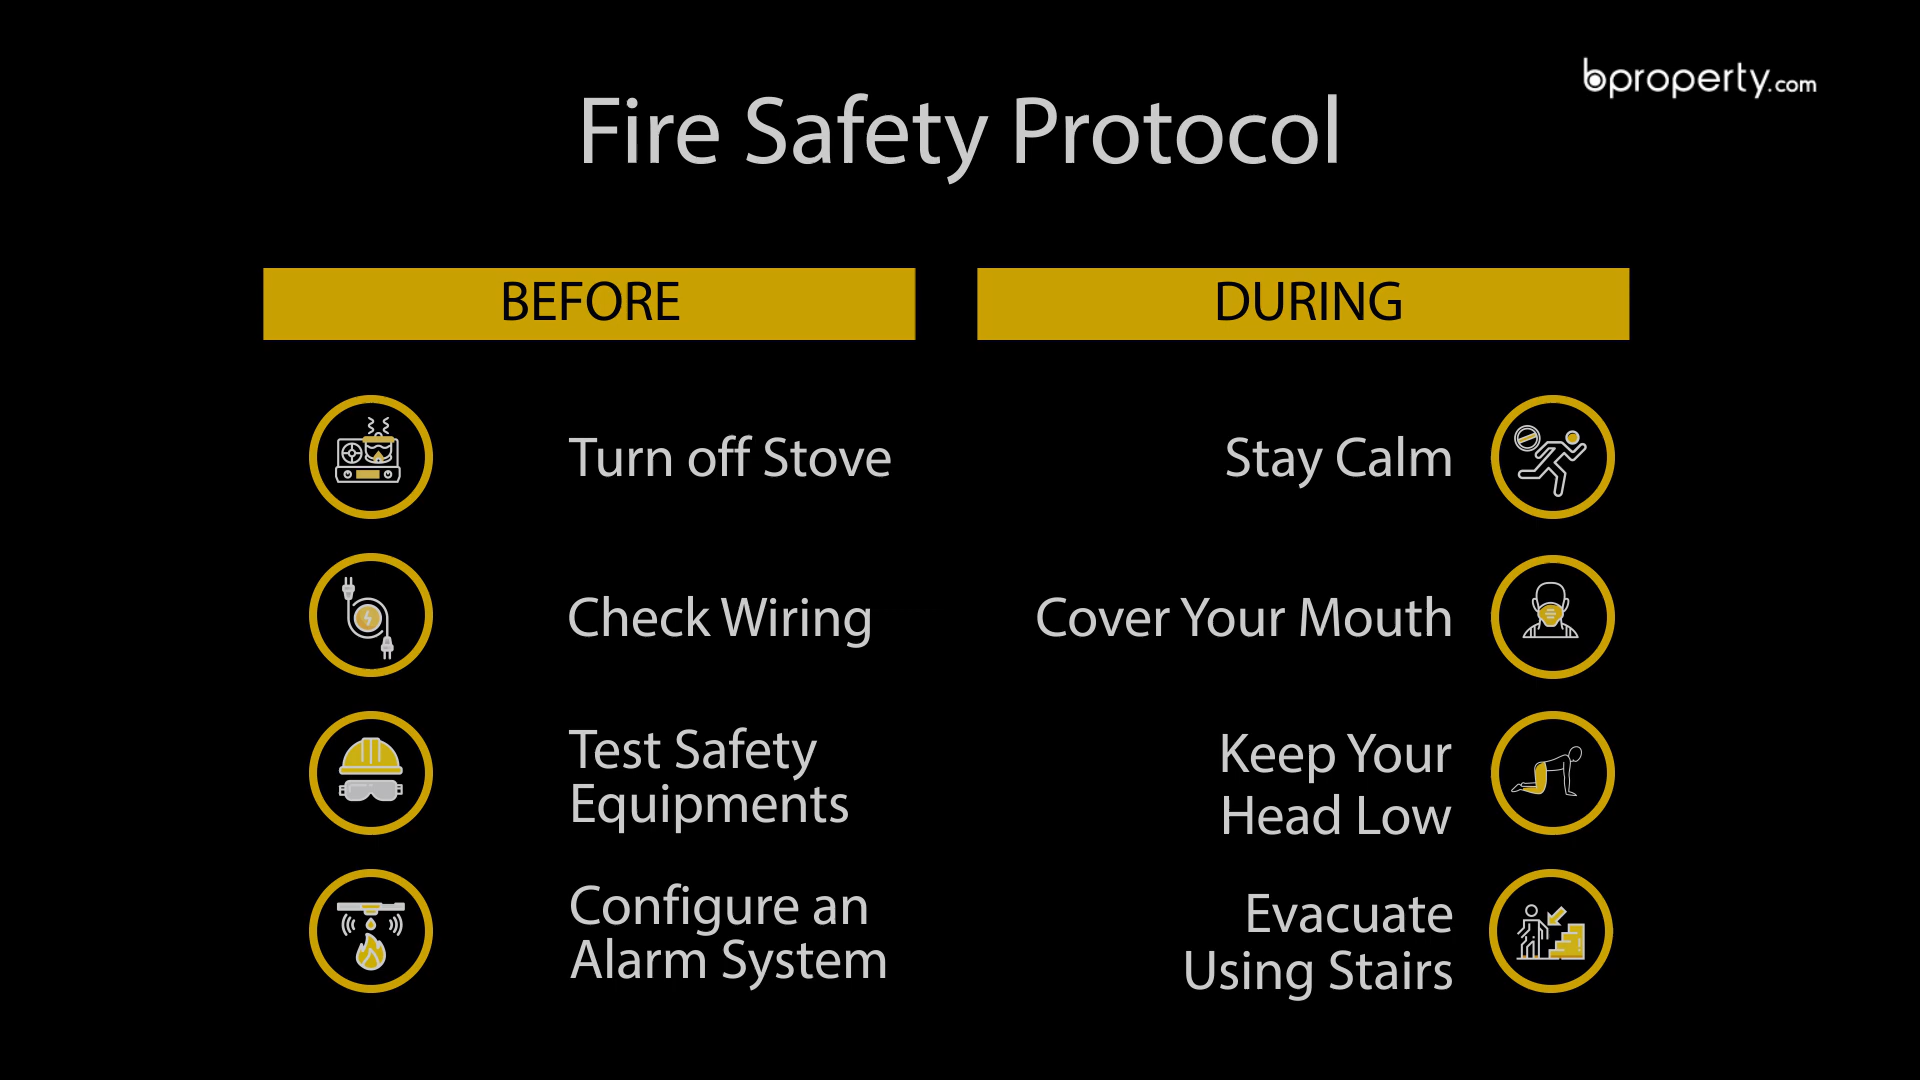 bproperty.com
Fire Safety Protocol
BEFORE
Turn off Stove
Check Wiring
Test Safety
Equipments
Configure an
Alarm System
DURING
Stay Calm
Cover Your Mouth
Keep Your
Head Low
Evacuate
Using Stairs